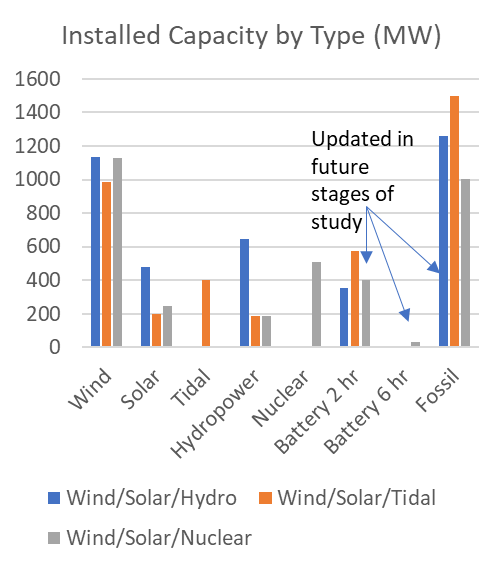 Installed Capacity by Type (MW)
1600
1400
1200
1000
800
600
400
200
0
Updated in
future
stages of
study
Wind
Solar
Tidal
Hydropower
Nuclear
Battery 2 hr
Battery 6 hr
Fossil
Wind/Solar/Hydro
Wind/Solar/Tidal
Wind/Solar/Nuclear